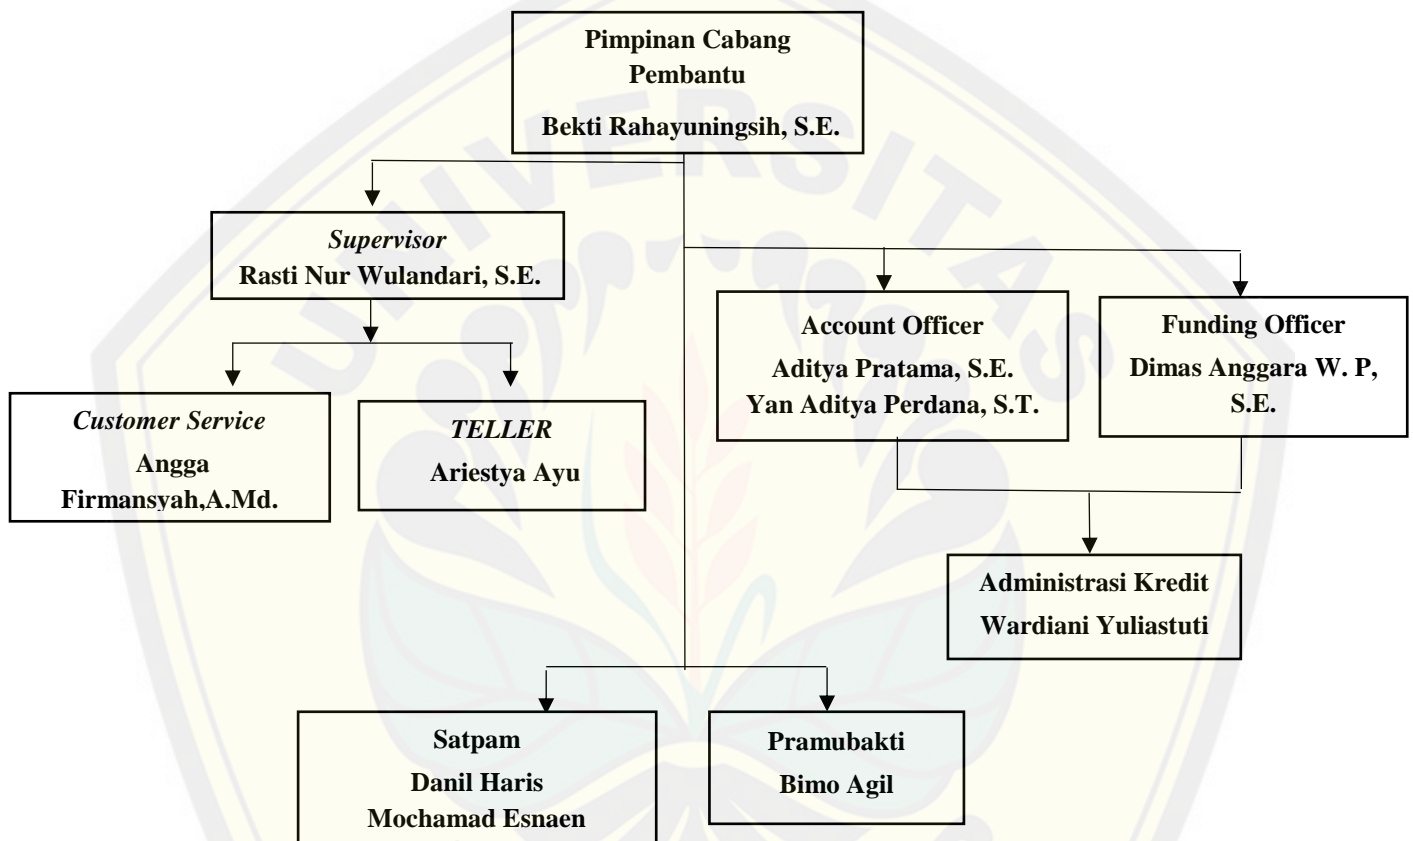 UNIVERSITAS
Pimpinan Cabang
Pembantu
Bekti Rahayuningsih, S.E.
Supervisor
Rasti Nur Wulandari, S.E.
Account Officer
Aditya Pratama, S.E.
Yan Aditya Perdana, S.T.
Funding Officer
Dimas Anggara W. P,
S.E.
Customer Service
Angga
Firmansyah,A.Md.
TELLER
Ariestya Ayu
Administrasi Kredit
Wardiani Yuliastuti
Satpam
Danil Haris
Mochamad Esnaen
Pramubakti
Bimo Agil